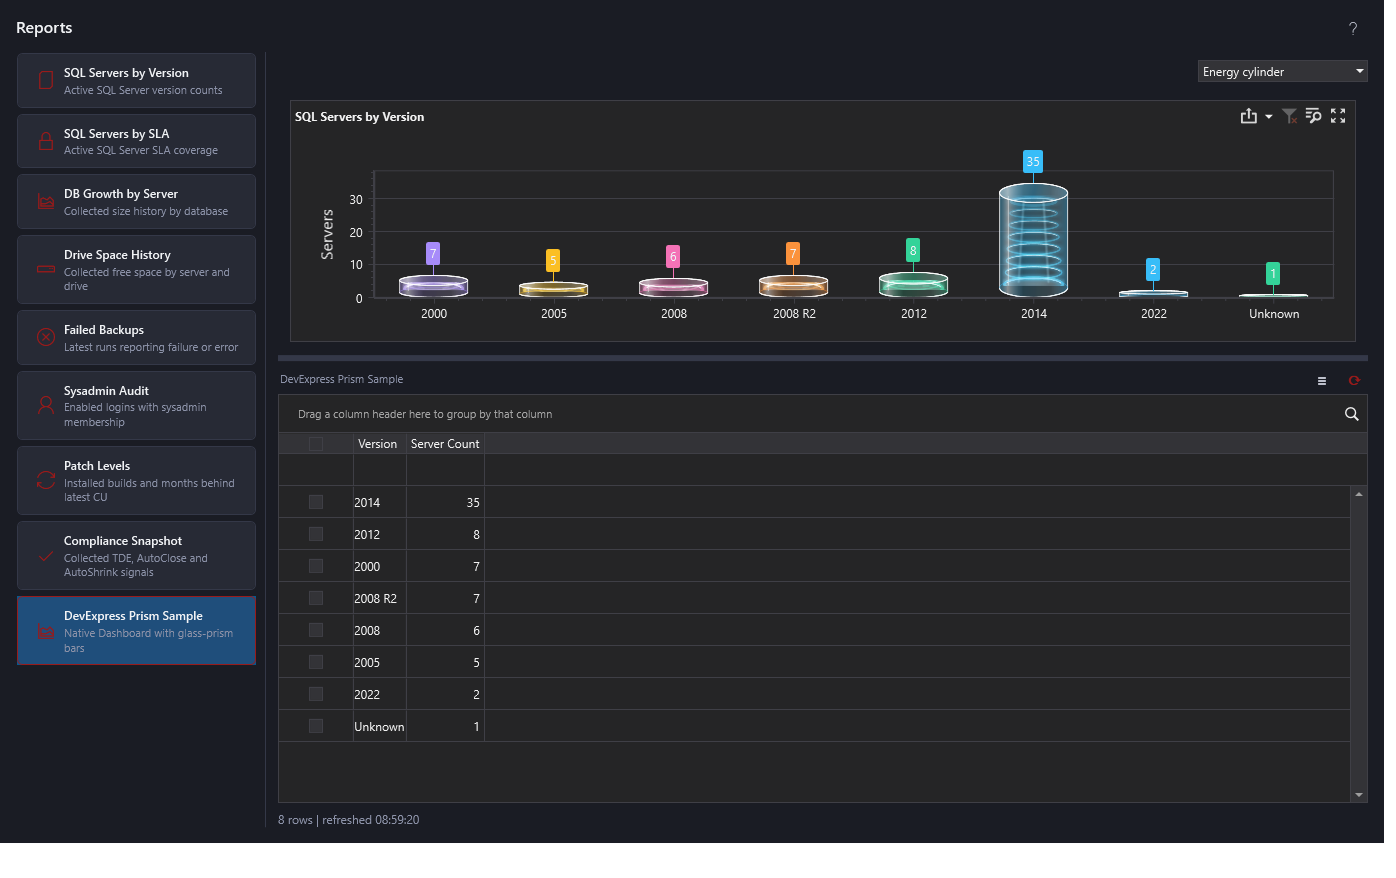 Reports
?
SQL Servers by Version
Active SQL Server version counts
SQL Servers by SLA
Active SQL Server SLA coverage
DB Growth by Server
Collected size history by database
Drive Space History
Collected free space by server and
drive
Failed Backups
Latest runs reporting failure or error
Sysadmin Audit
Enabled logins with sysadmin
membership
Patch Levels
Installed builds and months behind
latest CU
Compliance Snapshot
Collected TDE, AutoClose and
AutoShrink signals
DevExpress Prism Sample
Native Dashboard with glass-prism
bars
Energy cylinder
SQL Servers by Version
Servers
30
20
10
0
7
5
6
7
8
35
2
1
2000
2005
2008
2008 R2
2012
2014
2022
Unknown
DevExpress Prism Sample
Drag a column header here to group by that column
Version Server Count
2014 35
2012 8
2000 7
2008 R2 7
2008 6
2005 5
2022 2
Unknown 1
8 rows | refreshed 08:59:20